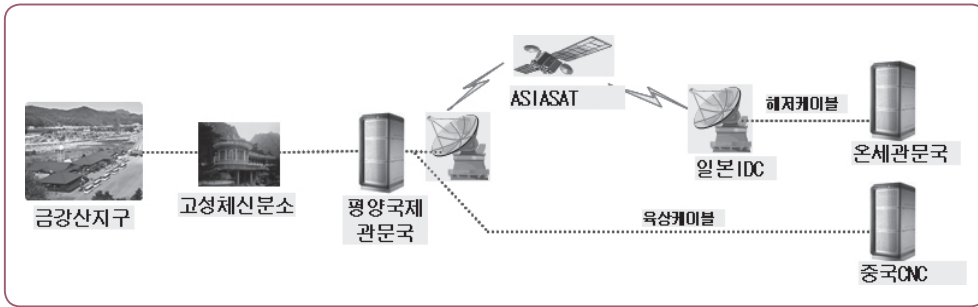 ASIASAT
해저케이블
일본IDC
온세관문국
금강산지구
고성체신분소
평양국제
관문국
육상케이블
중국CNC